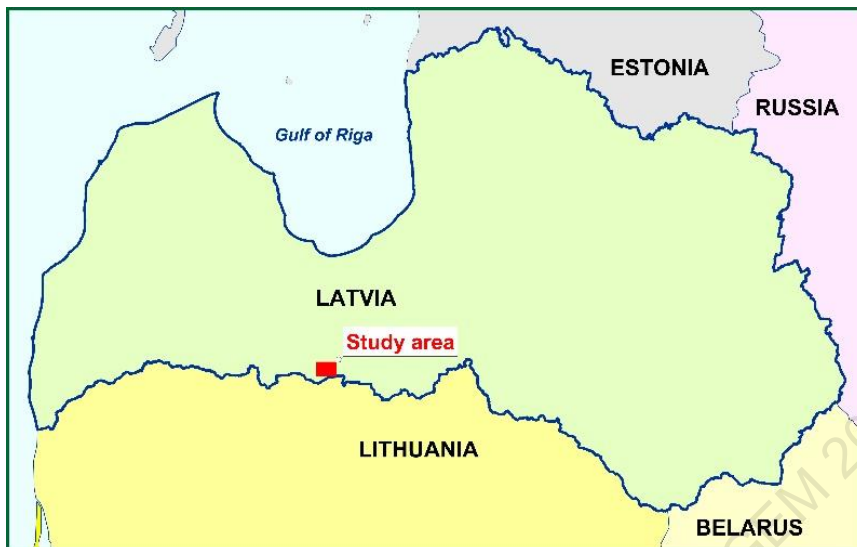 ESTONIA
RUSSIA
Gulf of Riga
LATVIA
Study area
LITHUANIA
BELARUS